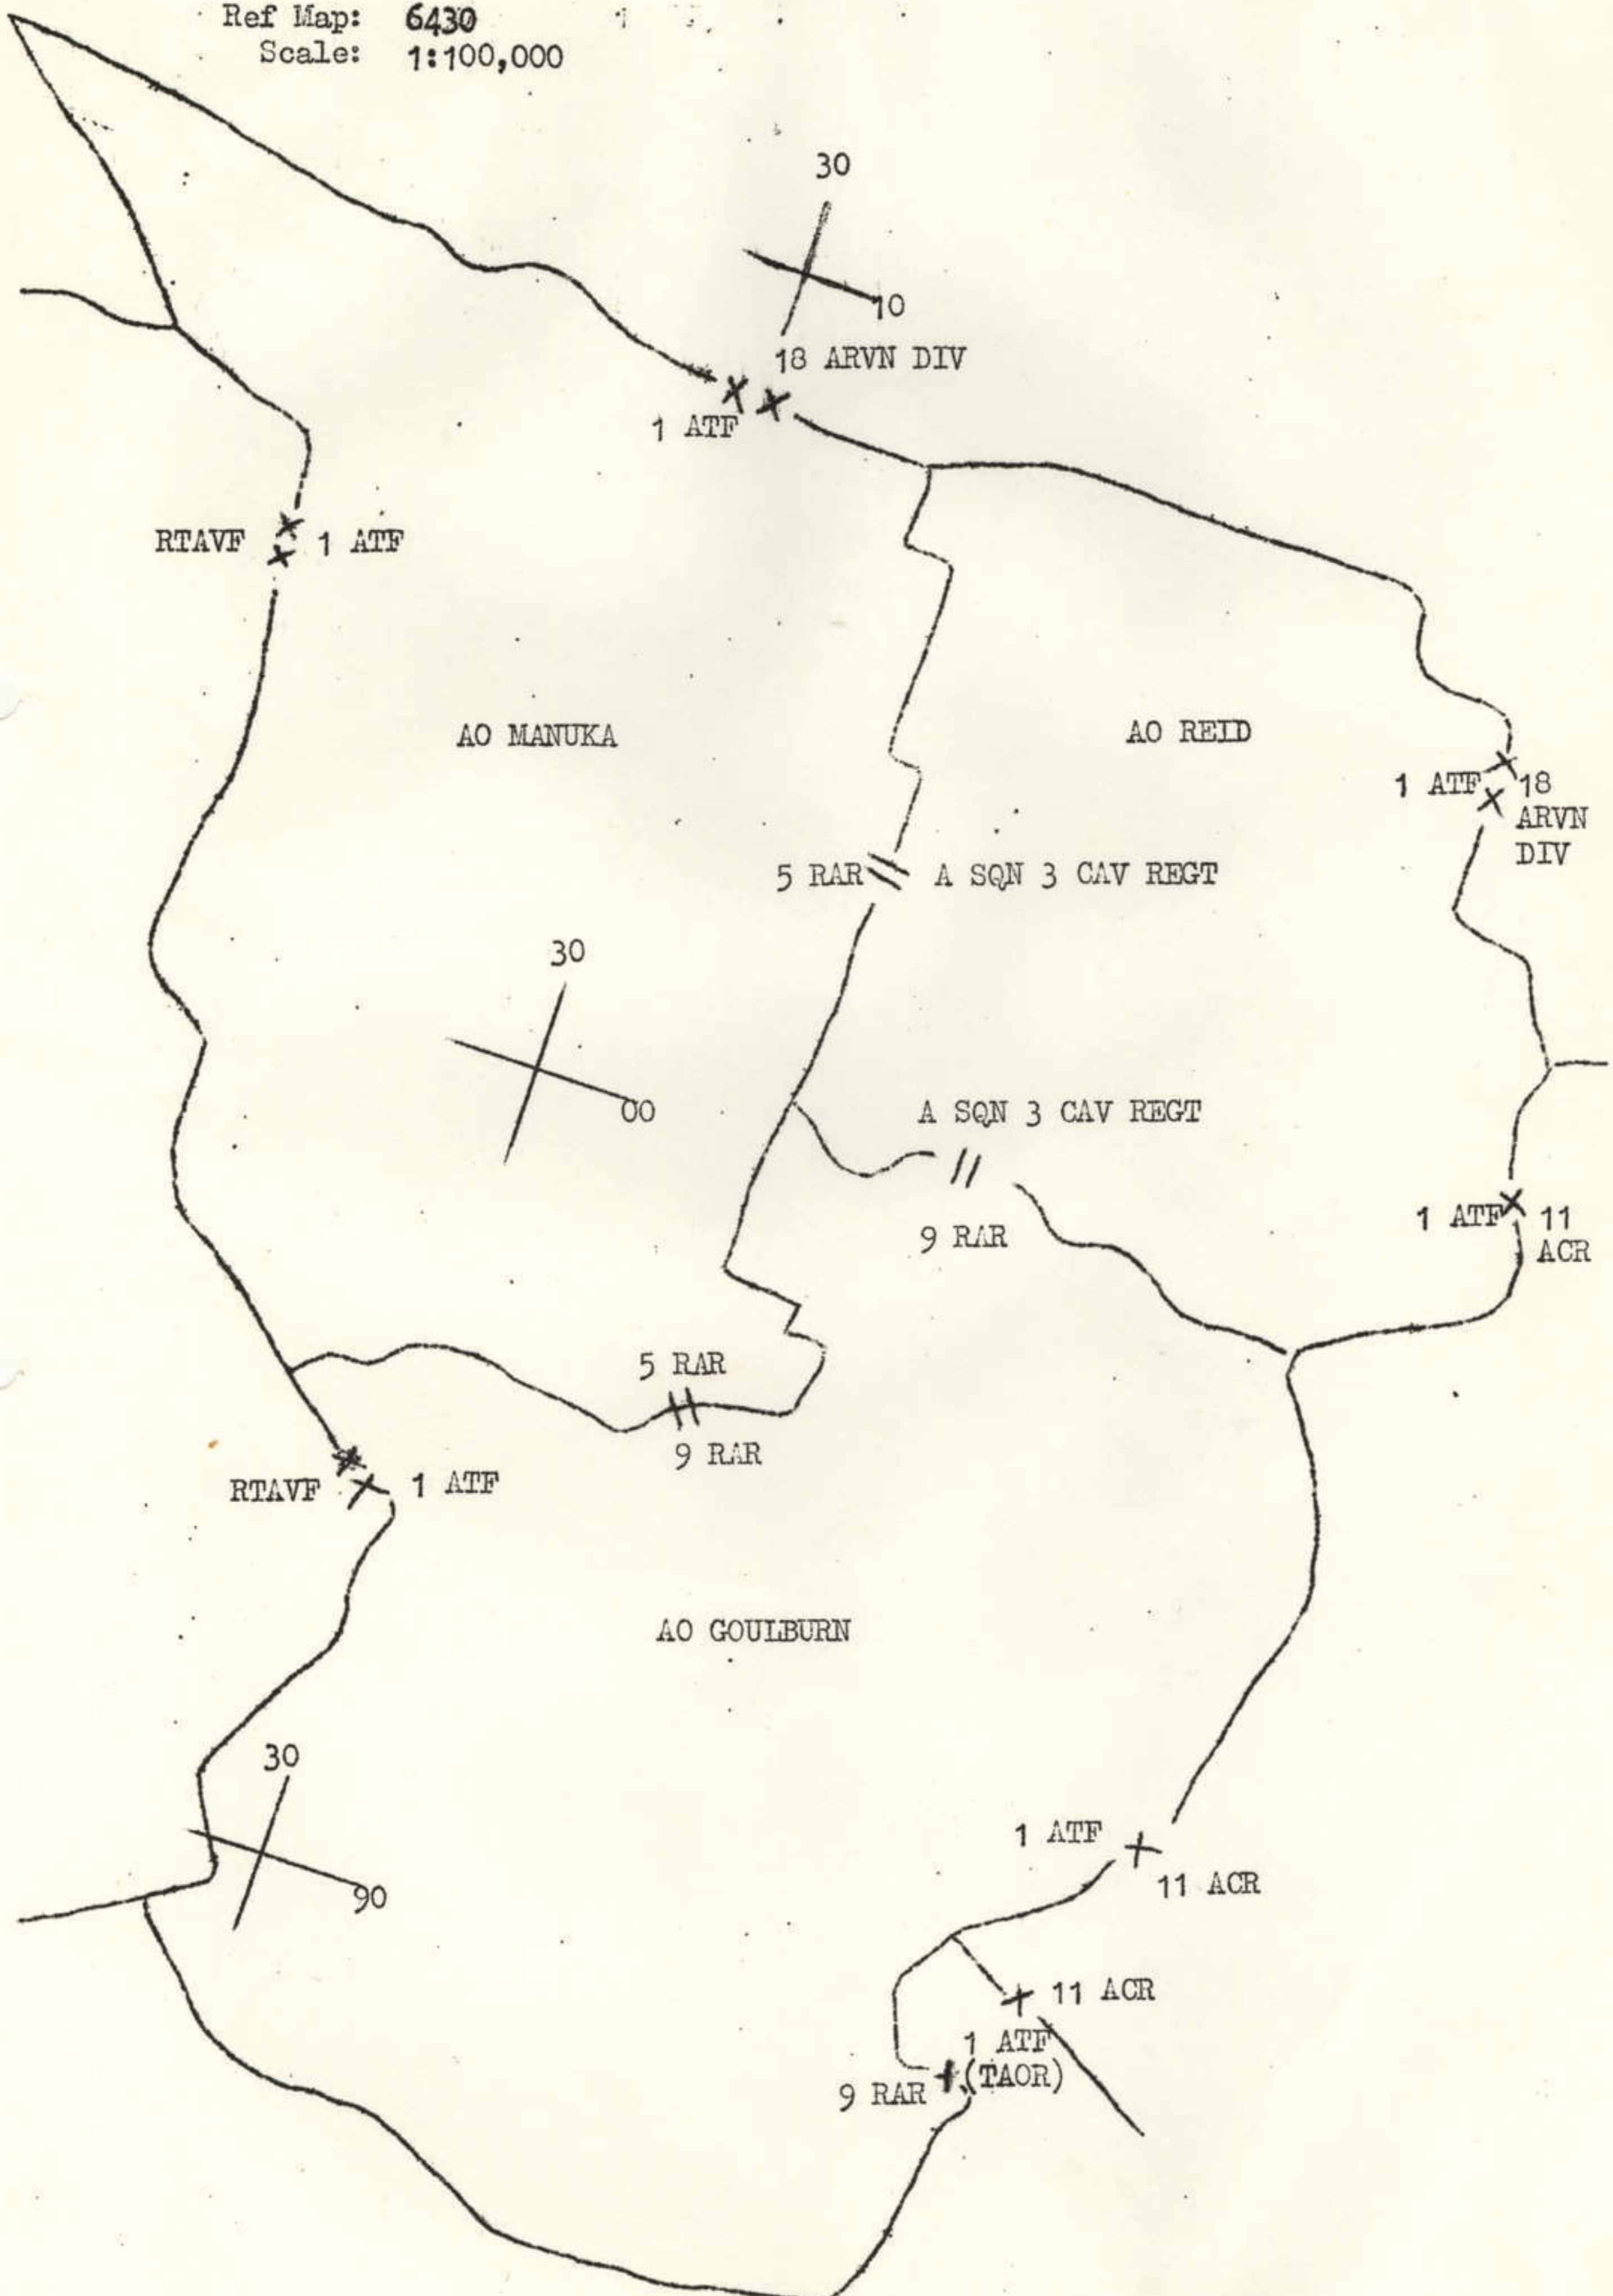 Ref Map: 6430
Scale: 1:100,000
30
10
18 ARVN DIV
1 ATF
RTAVF 1 ATF
AO MANUKA
AO REID
1 ATF 18
ARVN
DIV
5 RAR A SQN 3 CAV REGT
30
00
A SQN 3 CAV REGT
9 RAR
1 ATF 11
ACR
5 RAR
9 RAR
RTAVF 1 ATF
AO GOULBURN
30
90
1 ATF
11 ACR
11 ACR
1 ATF
(TAOR)
9 RAR